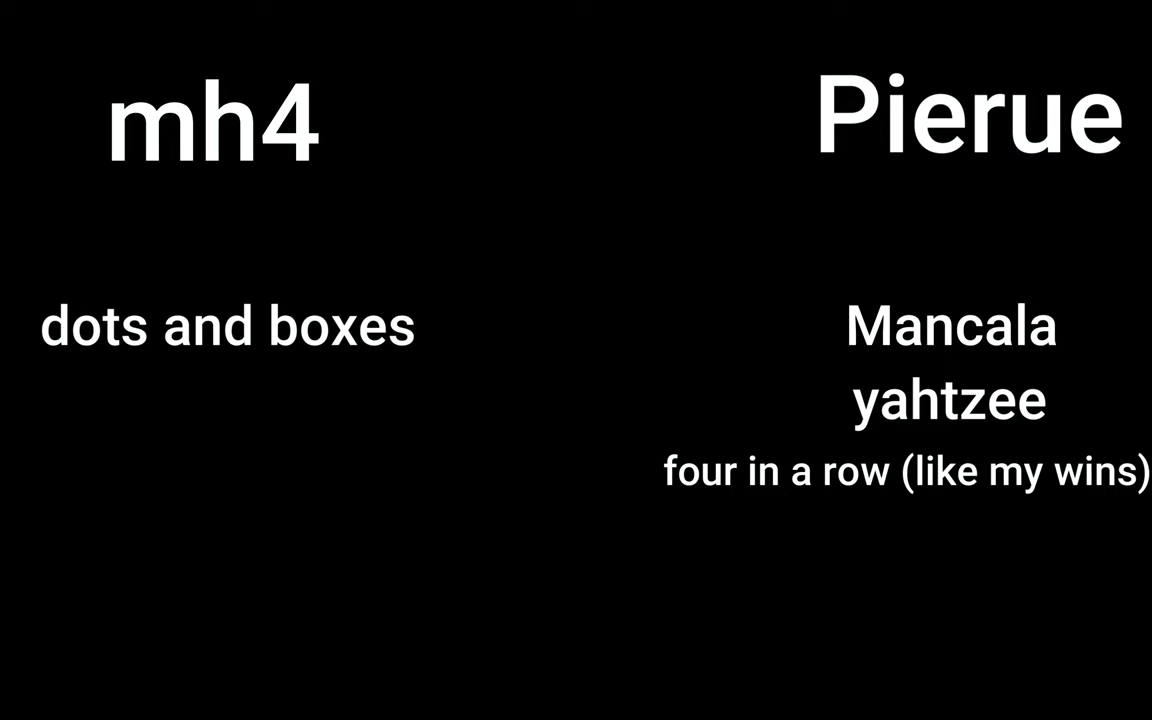 mh4
Pierue
dots and boxes
Mancala
yahtzee
four in a row (like my wins)